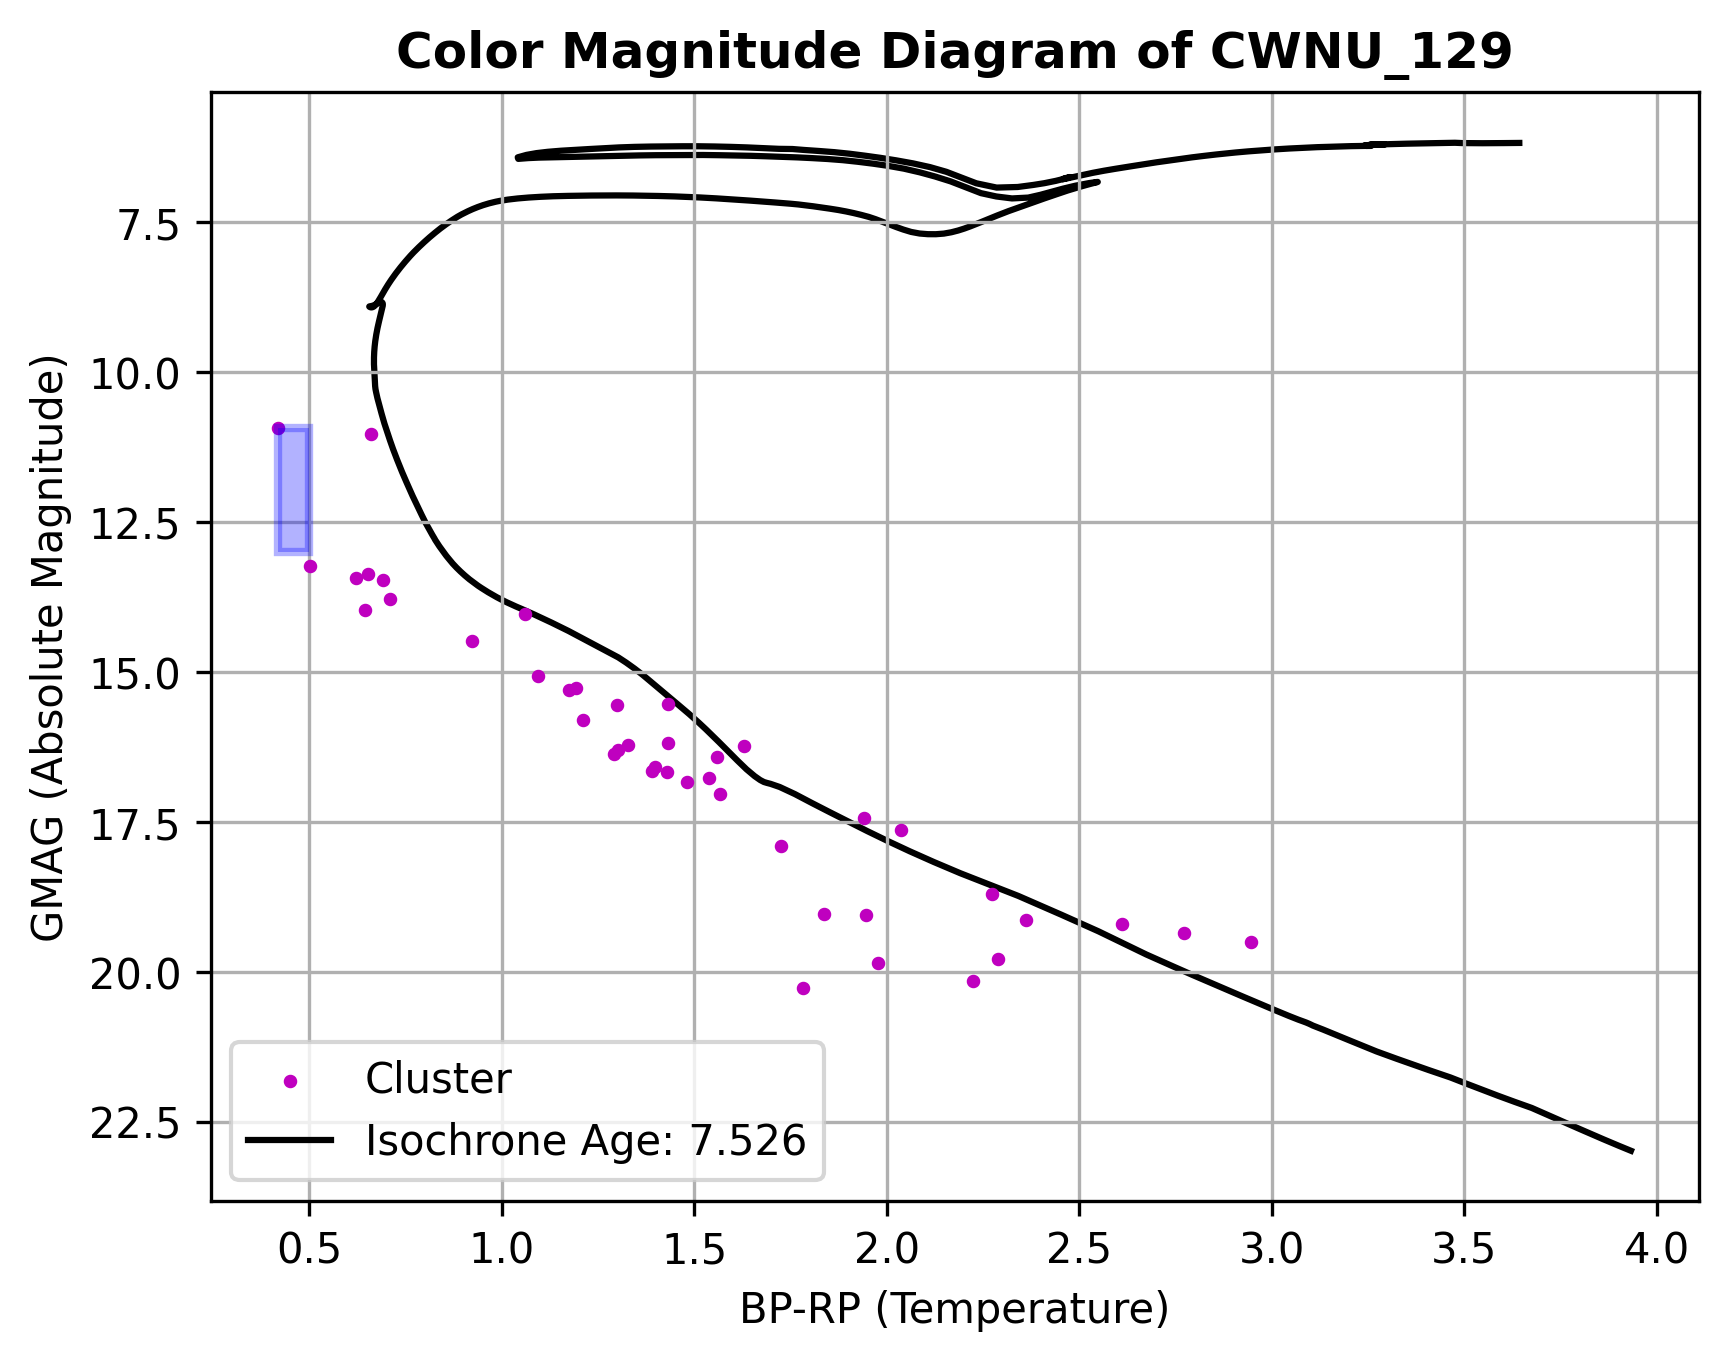 Color Magnitude Diagram of CWNU_129
GMAG (Absolute Magnitude)
7.5
10.0
12.5
15.0
17.5
20.0
22.5
Cluster
Isochrone Age: 7.526
0.5 1.0 1.5 2.0 2.5 3.0 3.5 4.0
BP-RP (Temperature)